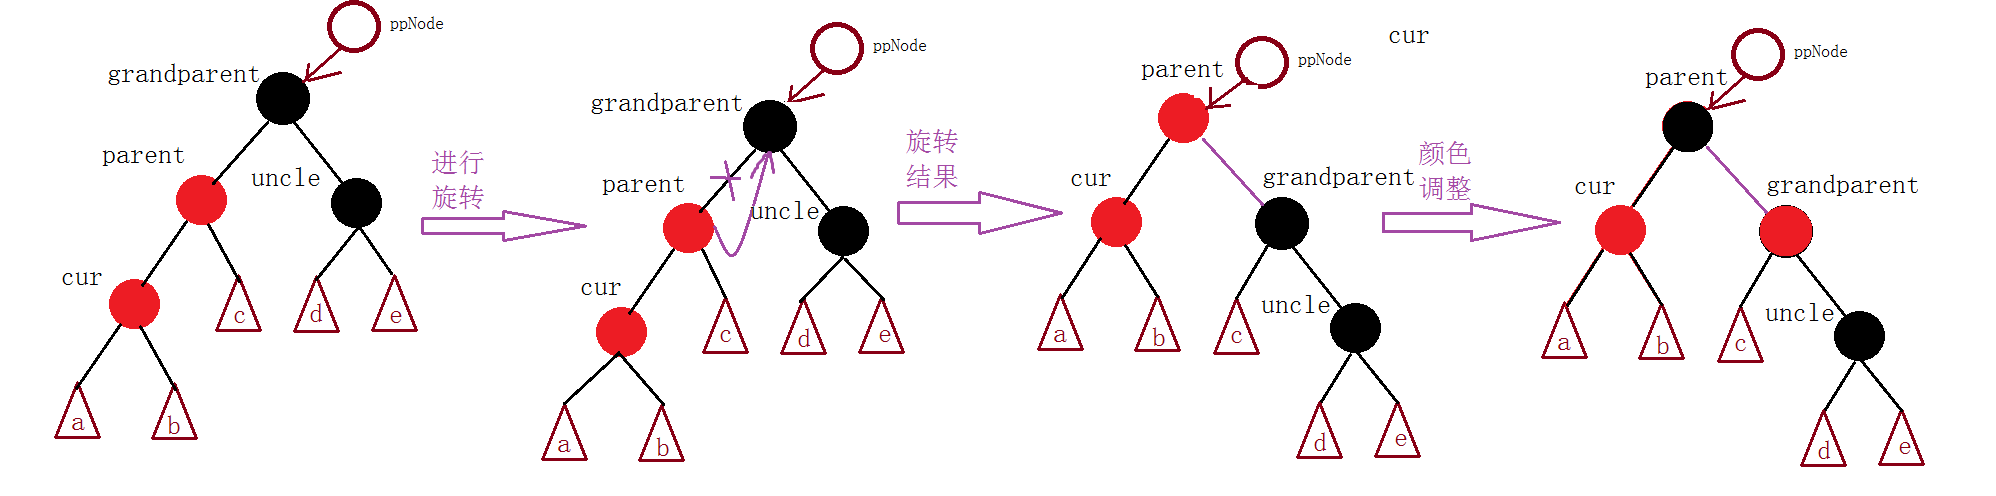 ppNode
grandparent
parent
uncle
cur
c
d
e
a
b
进行
旋转
ppNode
grandparent
parent
uncle
cur
c
d
e
a
b
旋转
结果
cur
ppNode
parent
cur
grandparent
uncle
a
b
c
d
e
颜色
调整
ppNode
parent
cur
grandparent
uncle
a
b
c
d
e